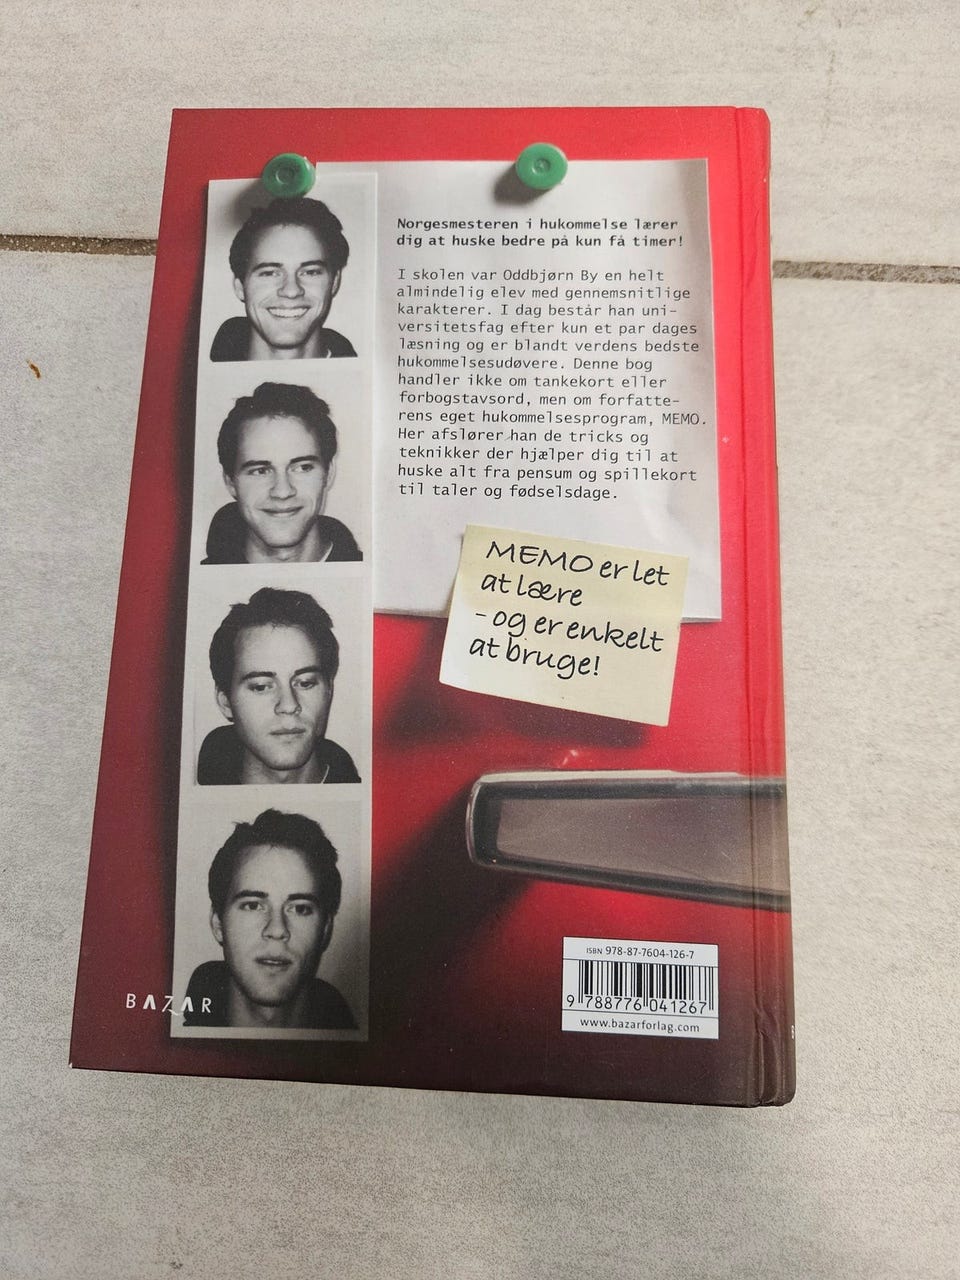 Norgesmesteren i hukommelse lærer
dig at huske bedre på kun få timer!
I skolen var Oddbjørn By en helt
almindelig elev med gennemsnitlige
karakterer. I dag består han uni-
versitetsfag efter kun et par dages
læsning og er blandt verdens bedste
hukommelsesudøvere. Denne bog
handler ikke om tankekort eller
forbogstavsord, men om forfatte-
rens eget hukommelsesprogram, MEMO.
Her afslører han de tricks og
teknikker der hjælper dig til at
huske alt fra pensum og spillekort
til taler og fødselsdage.
MEMO er let
at lære
- og er enkelt
at bruge!
BAZAR
ISBN 978-87-7604-126-7
9 788776 041267
www.bazarforlag.com